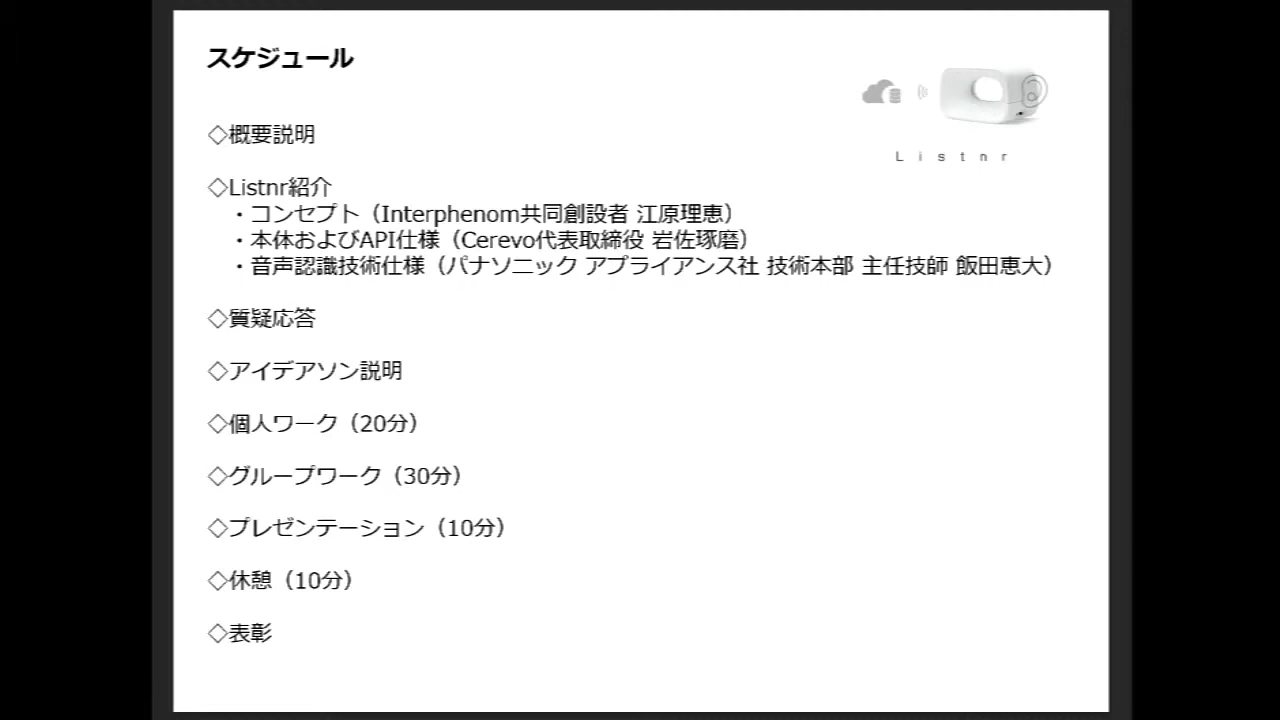 スケジュール
Listnr
◇概要説明
◇Listnr紹介
・コンセプト（Interphenom共同創設者 江原理恵）
・本体およびAPI仕様（Cerevo代表取締役 岩佐琢磨）
・音声認識技術仕様（パナソニック アプライアンス社 技術本部 主任技師 飯田恵大）
◇質疑応答
◇アイデアソン説明
◇個人ワーク（20分）
◇グループワーク（30分）
◇プレゼンテーション（10分）
◇休憩（10分）
◇表彰